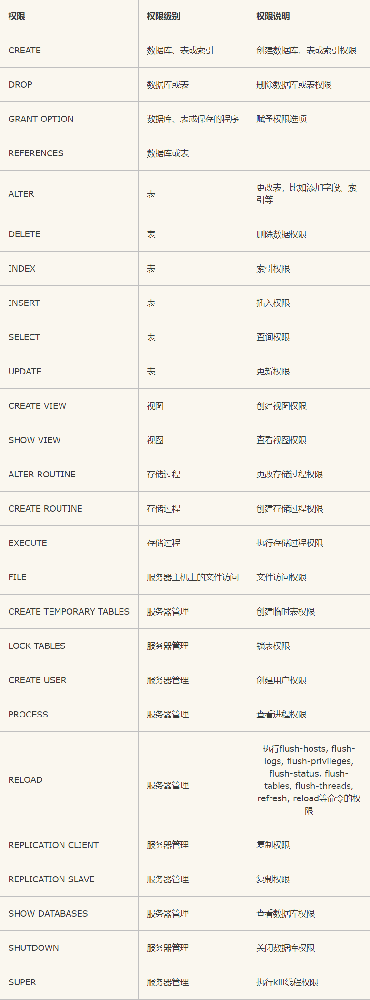 权限 权限级别 权限说明
CREATE 数据库、表或索引 创建数据库、表或索引权限
DROP 数据库或表 删除数据库或表权限
GRANT OPTION 数据库、表或保存的程序 赋予权限选项
REFERENCES 数据库或表
ALTER 表 更改表，比如添加字段、索
引等
DELETE 表 删除数据权限
INDEX 表 索引权限
INSERT 表 插入权限
SELECT 表 查询权限
UPDATE 表 更新权限
CREATE VIEW 视图 创建视图权限
SHOW VIEW 视图 查看视图权限
ALTER ROUTINE 存储过程 更改存储过程权限
CREATE ROUTINE 存储过程 创建存储过程权限
EXECUTE 存储过程 执行存储过程权限
FILE 服务器主机上的文件访问 文件访问权限
CREATE TEMPORARY TABLES 服务器管理 创建临时表权限
LOCK TABLES 服务器管理 锁表权限
CREATE USER 服务器管理 创建用户权限
PROCESS 服务器管理 查看进程权限
RELOAD 服务器管理 执行flush-hosts, flush-
logs, flush-privileges,
flush-status, flush-
tables, flush-threads,
refresh, reload等命令的权
限
REPLICATION CLIENT 服务器管理 复制权限
REPLICATION SLAVE 服务器管理 复制权限
SHOW DATABASES 服务器管理 查看数据库权限
SHUTDOWN 服务器管理 关闭数据库权限
SUPER 服务器管理 执行kill线程权限